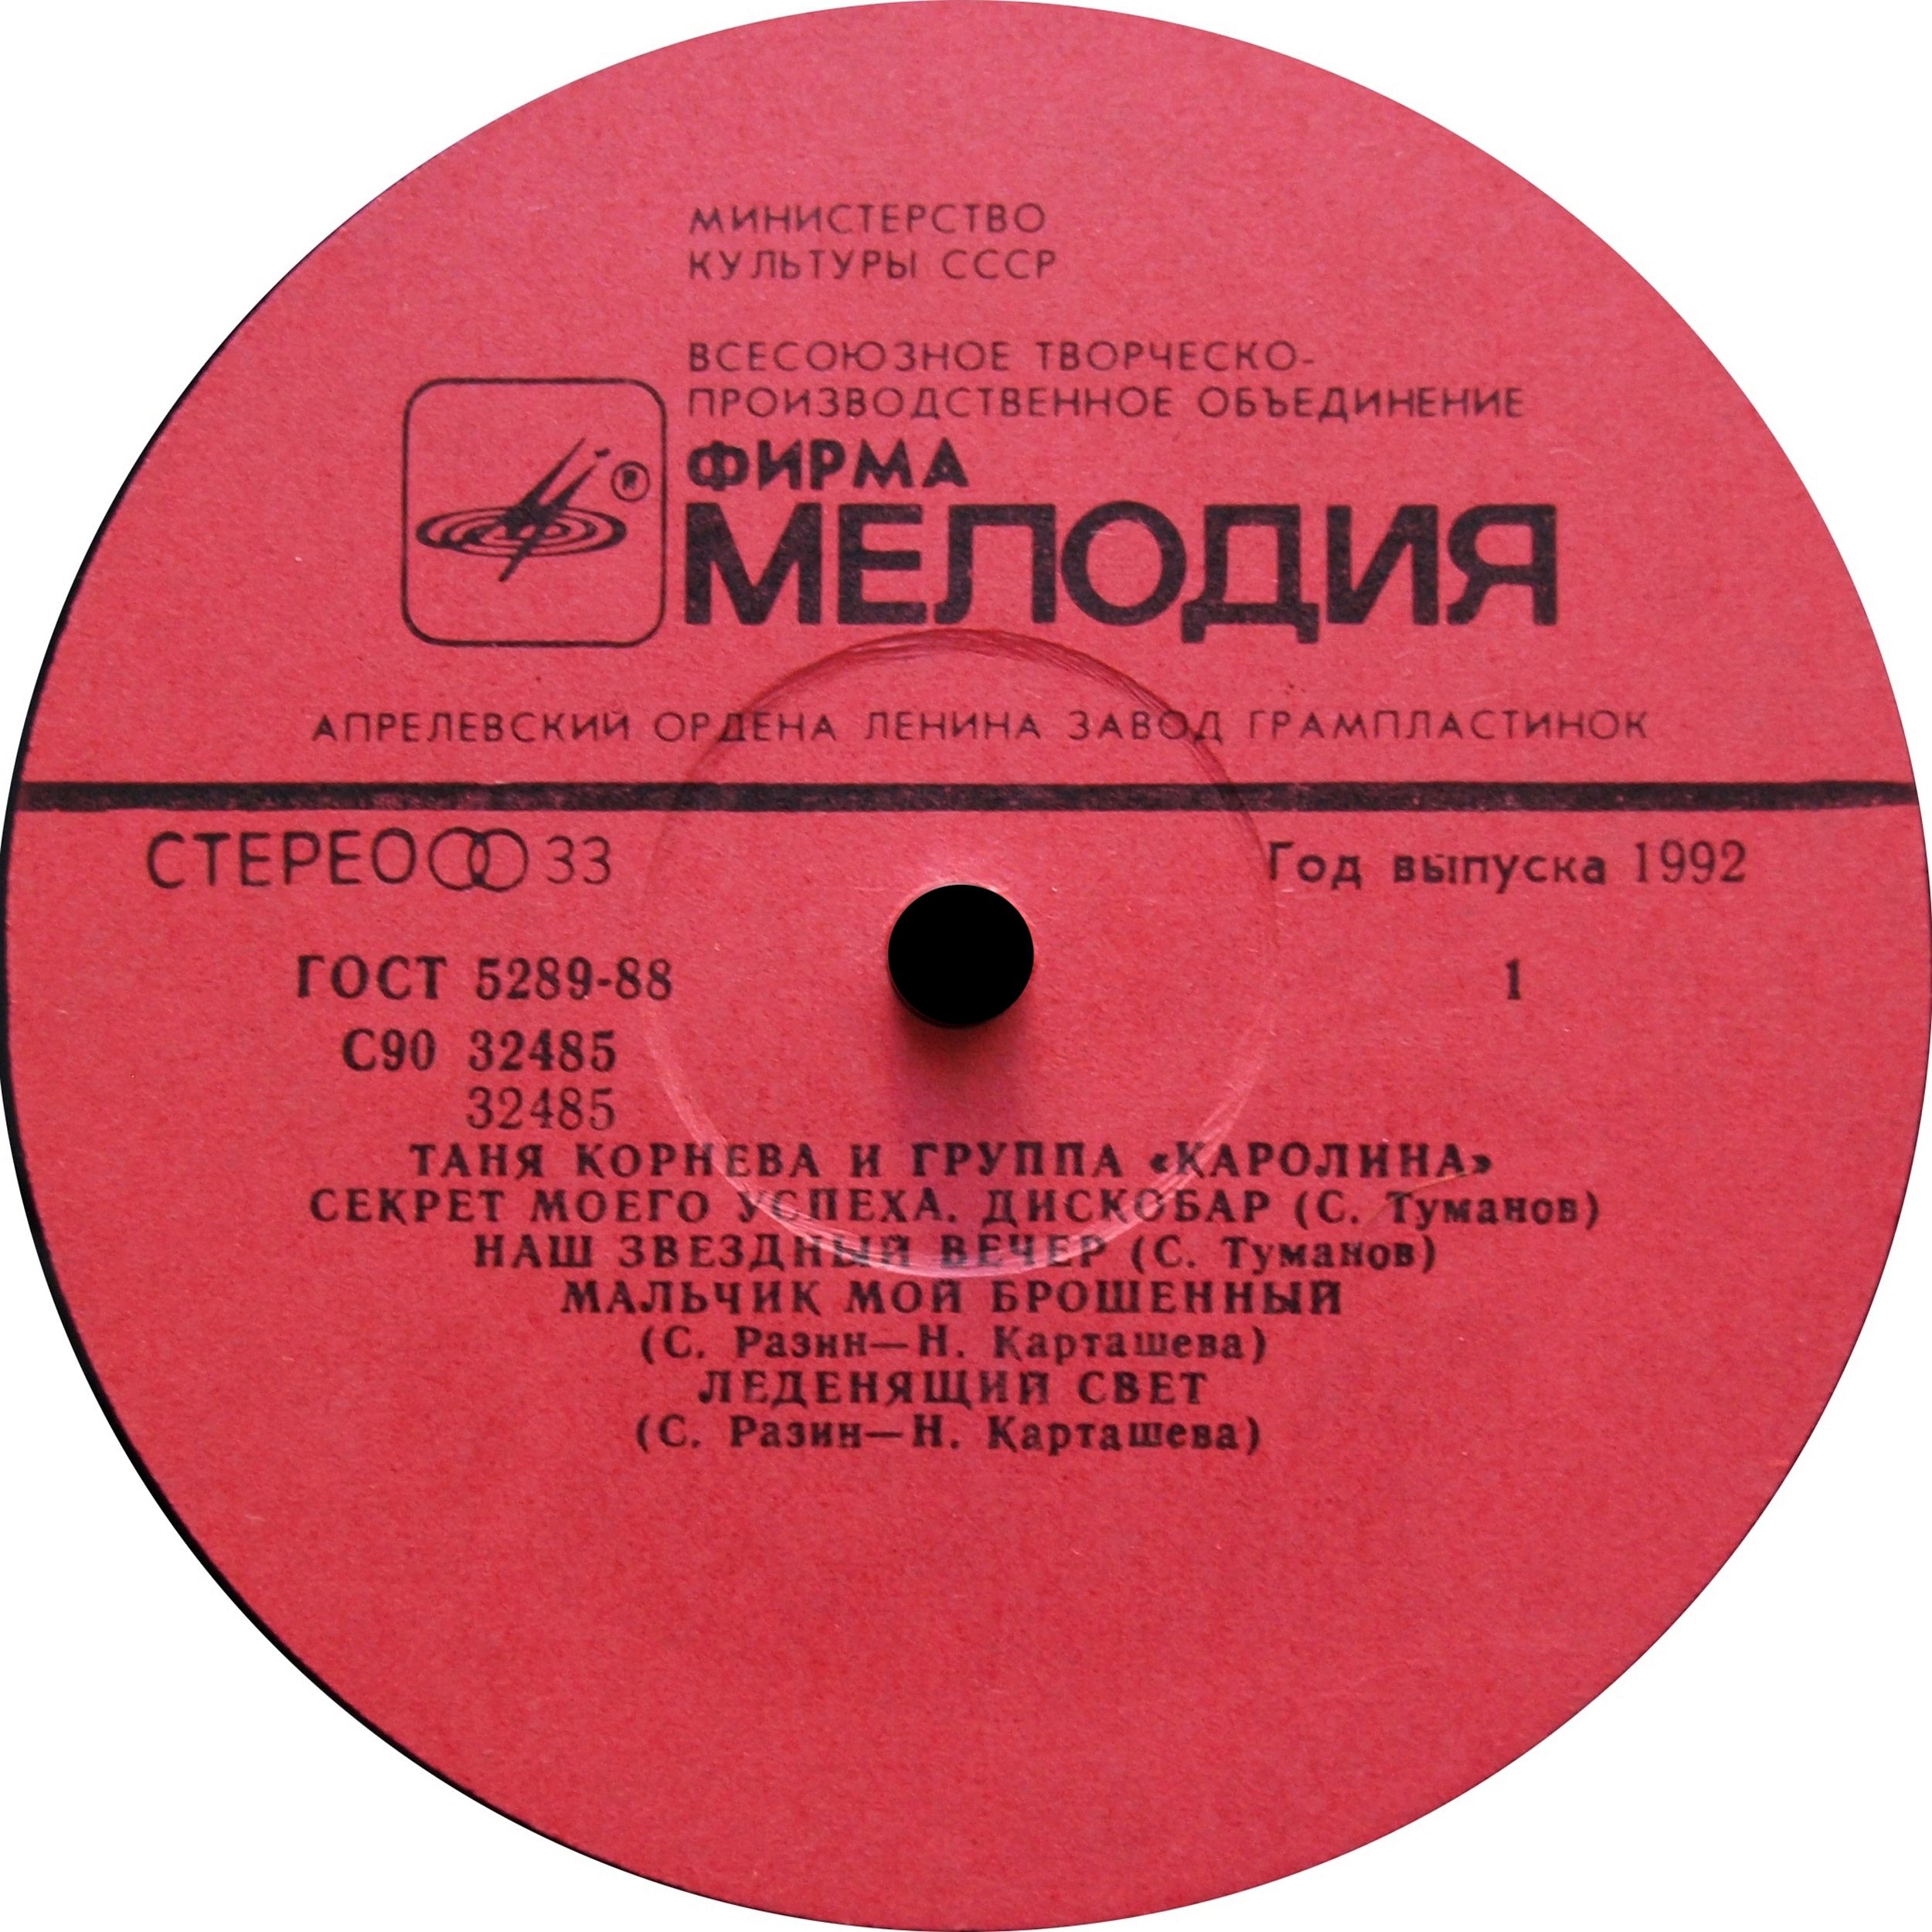 МИНИСТЕРСТВО
КУЛЬТУРЫ СССР
ВСЕСОЮЗНОЕ ТВОРЧЕСКО-
ПРОИЗВОДСТВЕННОЕ ОБЪЕДИНЕНИЕ
ФИРМА
®
МЕЛОДИЯ
АПРЕЛЕВСКИЙ ОРДЕНА ЛЕНИНА ЗАВОД ГРАМПЛАСТИНОК
СТЕРЕО 33
Год выпуска 1992
ГОСТ 5289-88
1
С90 32485
32485
ТАНЯ КОРНЕВА И ГРУППА «КАРОЛИНА»
СЕКРЕТ МОЕГО УСПЕХА. ДИСКОБАР (С. Туманов)
НАШ ЗВЕЗДНЫЙ ВЕЧЕР (С. Туманов)
МАЛЬЧИК МОЙ БРОШЕННЫЙ
(С. Разин—Н. Карташева)
ЛЕДЕНЯЩИЙ СВЕТ
(С. Разин—Н. Карташева)